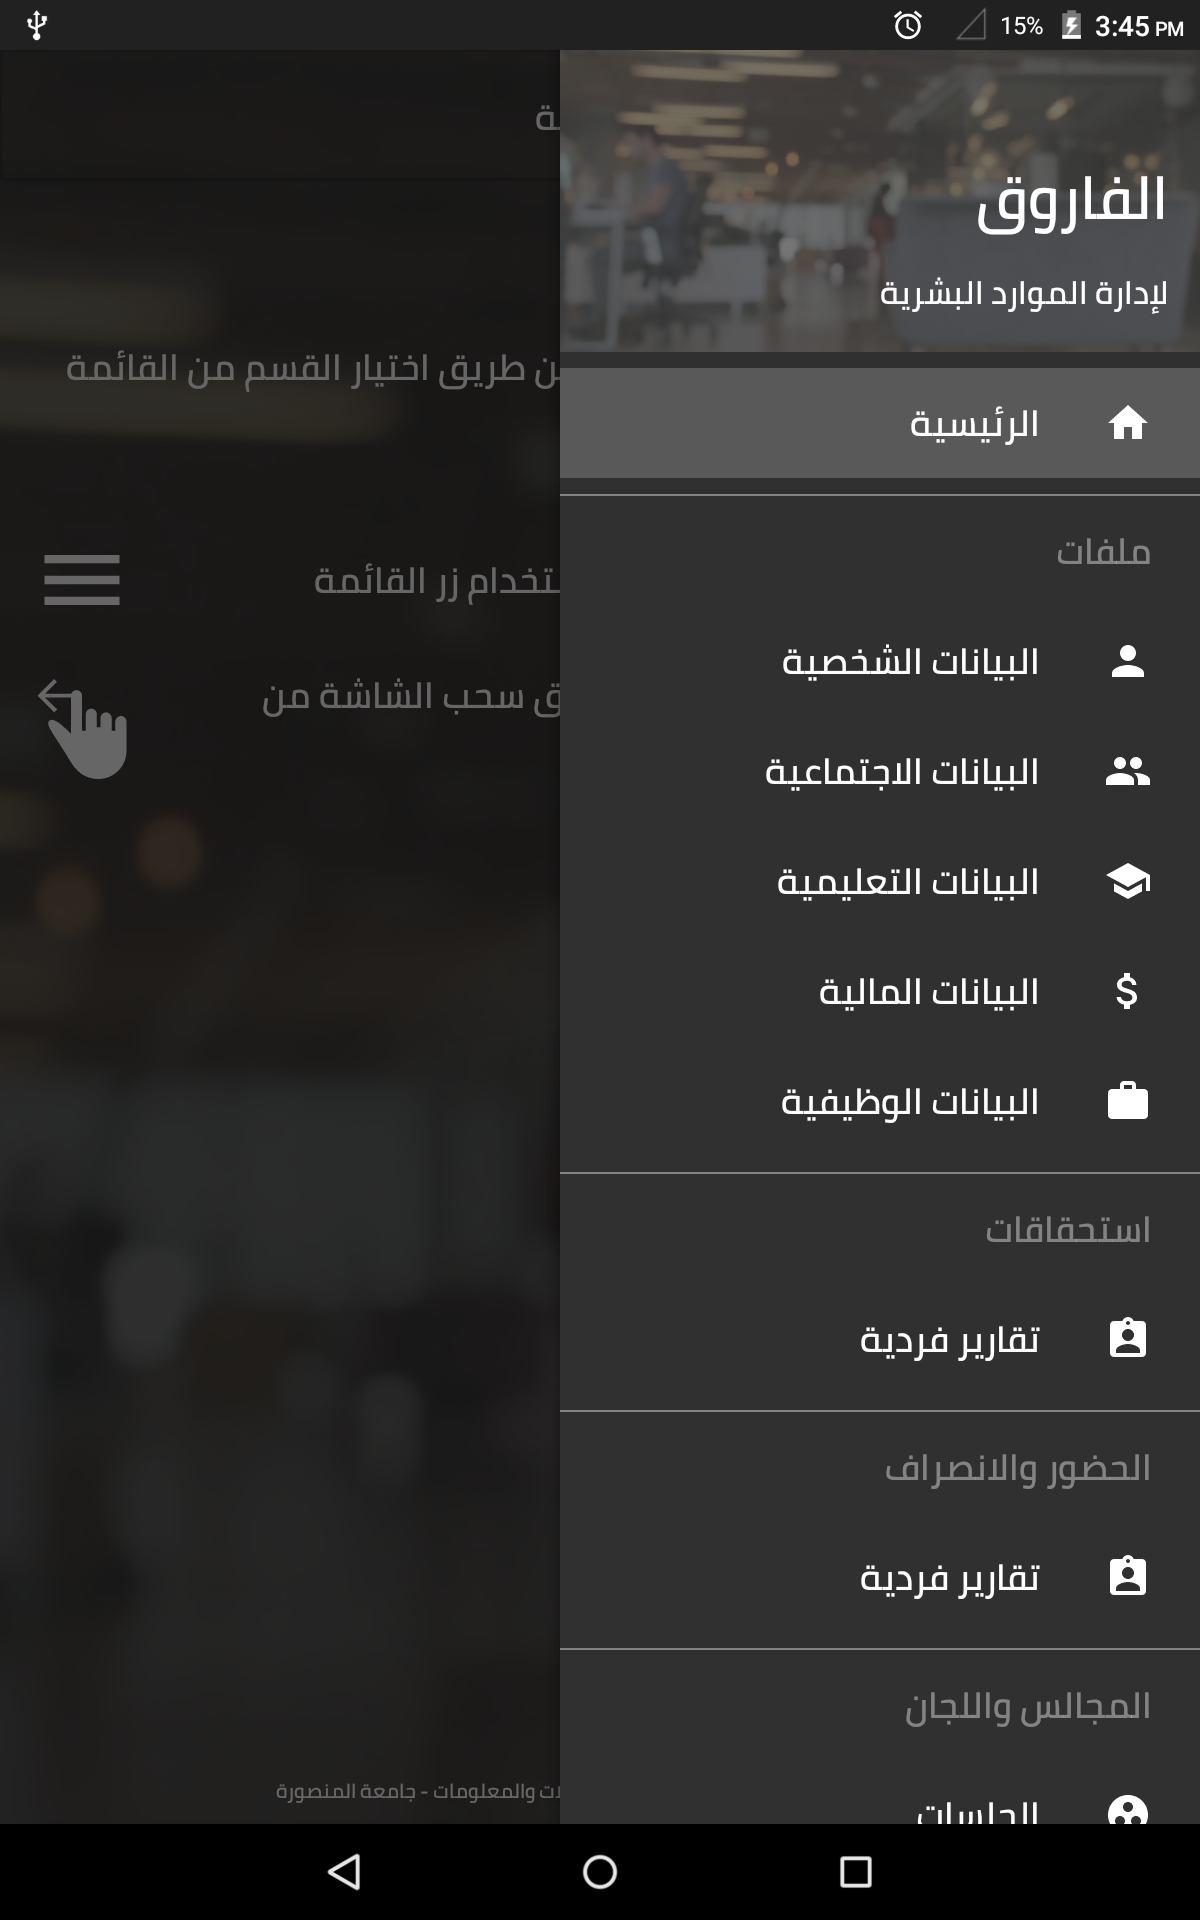 15% 3:45 PM
الفاروق
لإدارة الموارد البشرية
الرئيسية
ملفات
البيانات الشخصية
البيانات الاجتماعية
البيانات التعليمية
البيانات المالية
البيانات الوظيفية
استحقاقات
تقارير فردية
الحضور والانصراف
تقارير فردية
المجالس واللجان
الجلسات
طريق اختيار القسم من القائمة
زر القائمة
سحب الشاشة من
والمعلومات - جامعة المنصورة